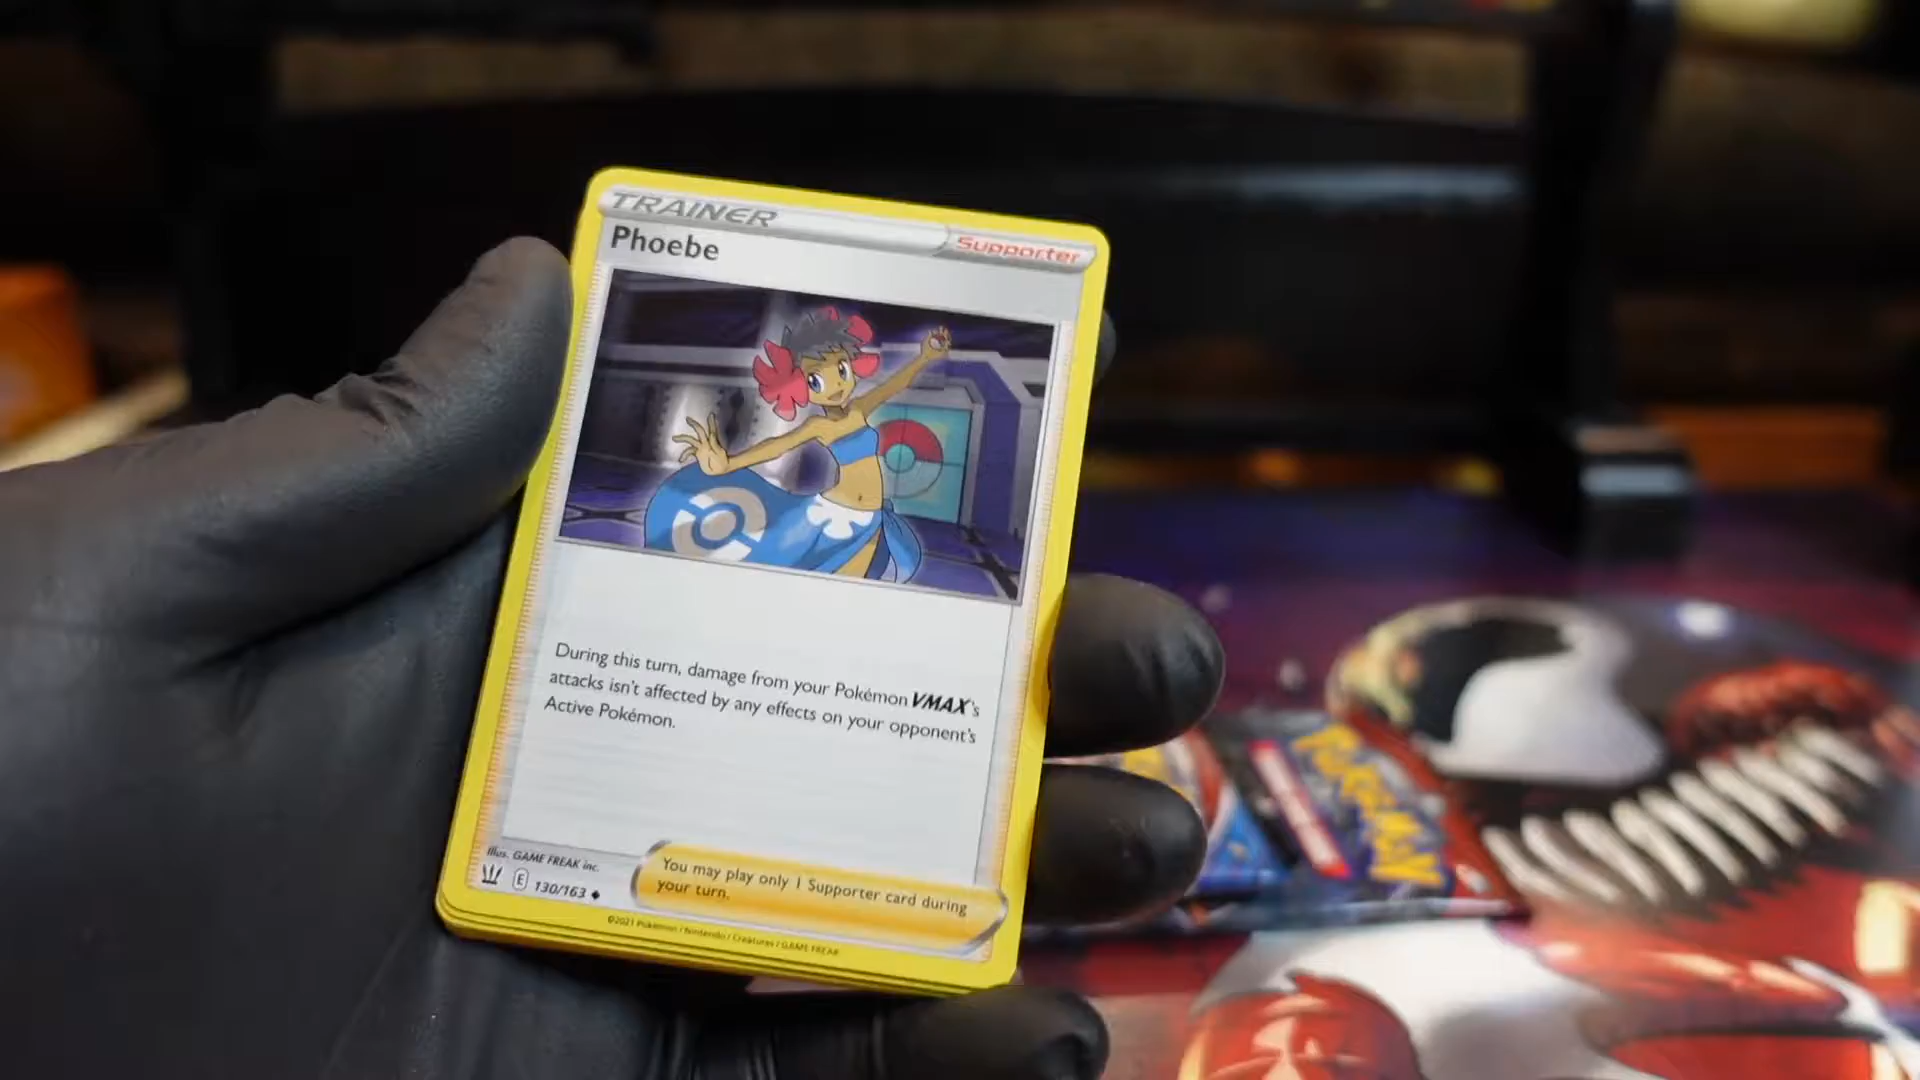 TRAINER
Supporter
Phoebe
During this turn, damage from your Pokémon VMAX's
attacks isn't affected by any effects on your opponent's
Active Pokémon.
Illus. GAME FREAK inc.
E 130/163
You may play only 1 Supporter card during
your turn.
©2021 Pokémon / Nintendo / Creatures / GAME FREAK
POKÉMON